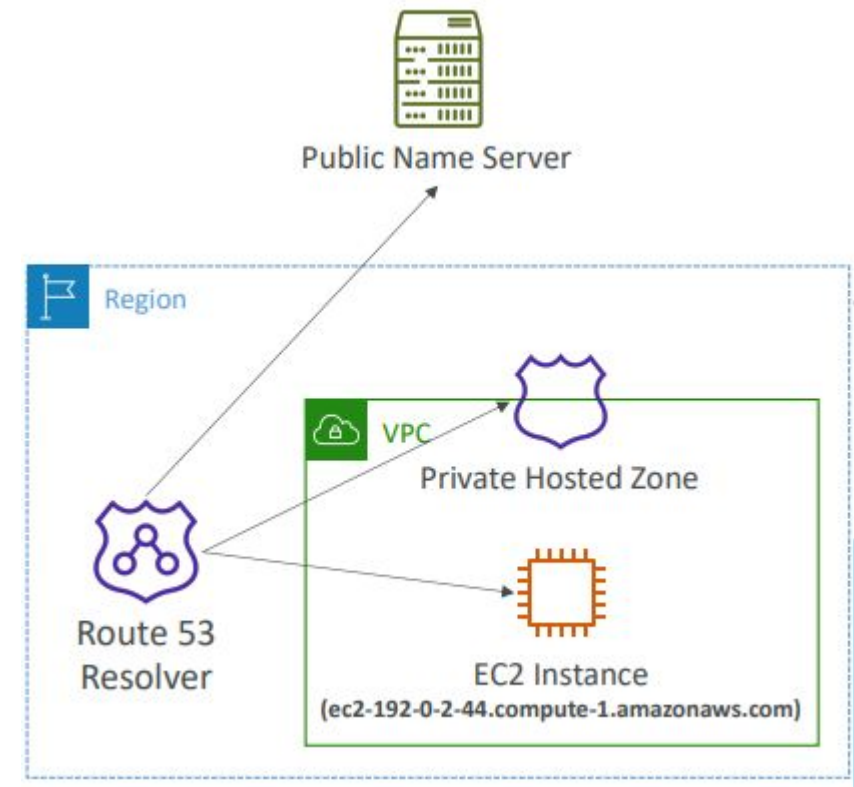 Public Name Server
Region
VPC
Private Hosted Zone
Route 53
Resolver
EC2 Instance
(ec2-192-0-2-44.compute-1.amazonaws.com)